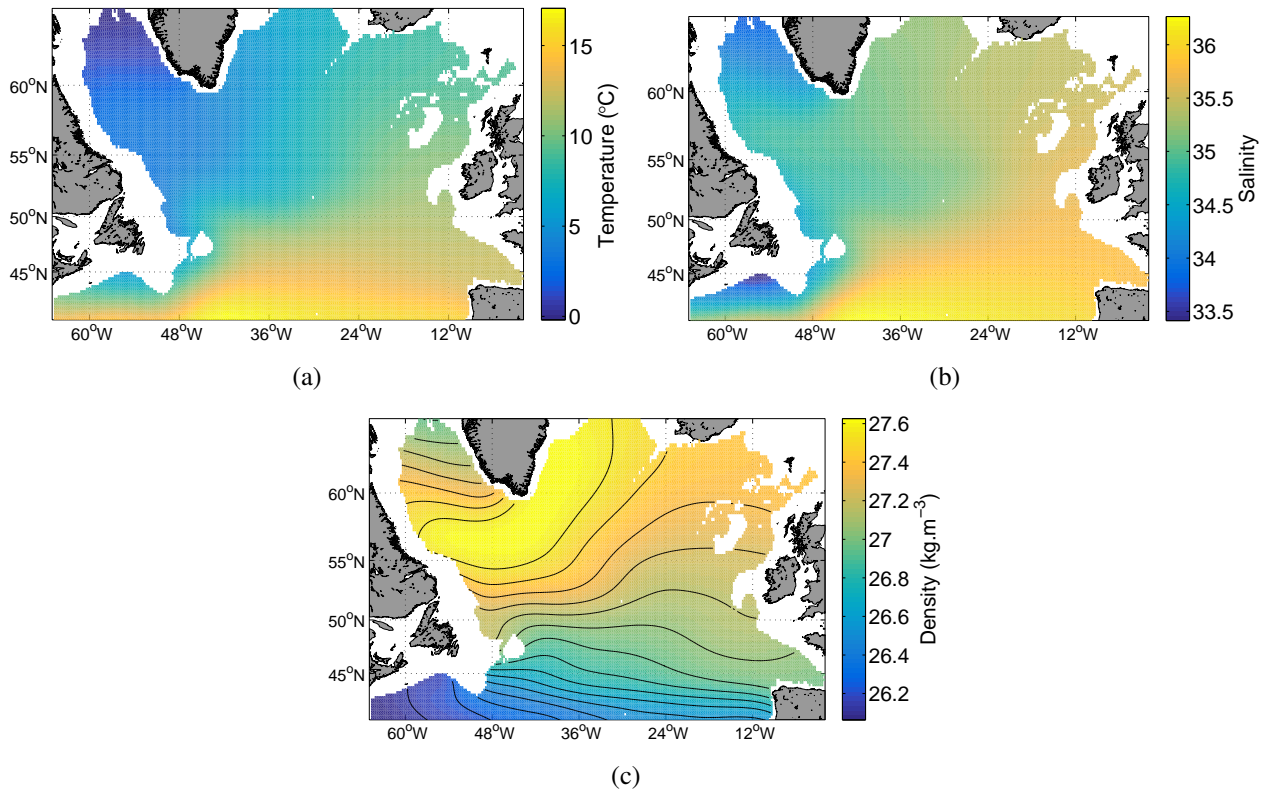 60°N
55°N
50°N
45°N
60°W
48°W
36°W
24°W
12°W
15
10
5
0
Temperature (°C)
(a)
60°N
55°N
50°N
45°N
60°W
48°W
36°W
24°W
12°W
36
35.5
35
34.5
34
33.5
Salinity
(b)
60°N
55°N
50°N
45°N
60°W
48°W
36°W
24°W
12°W
27.6
27.4
27.2
27
26.8
26.6
26.4
26.2
Density (kg.m⁻³)
(c)